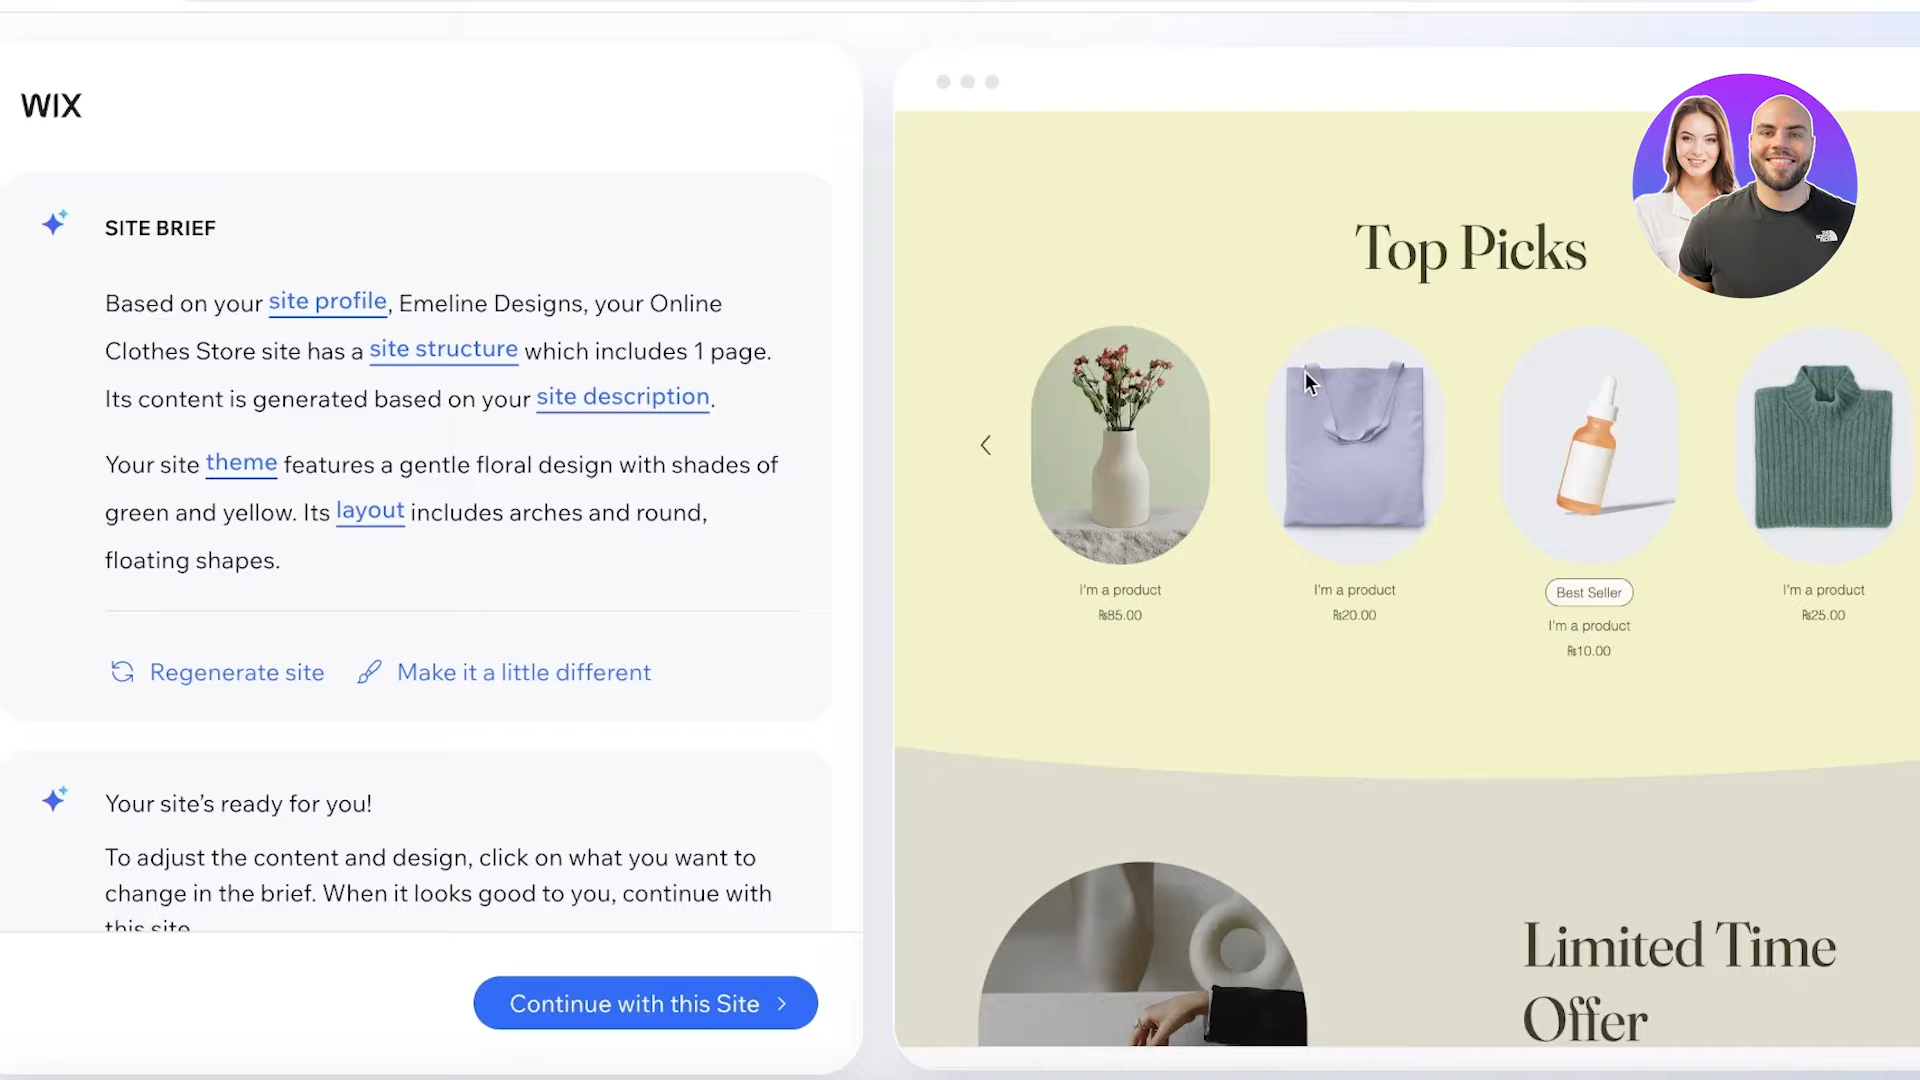 WIX
SITE BRIEF
Based on your site profile, Emeline Designs, your Online
Clothes Store site has a site structure which includes 1 page.
Its content is generated based on your site description.
Your site theme features a gentle floral design with shades of
green and yellow. Its layout includes arches and round,
floating shapes.
Regenerate site
Make it a little different
Your site’s ready for you!
To adjust the content and design, click on what you want to
change in the brief. When it looks good to you, continue with
this site
Continue with this Site
Top Picks
THE NORTH FACE
I'm a product
₨85.00
I'm a product
₨20.00
Best Seller
I'm a product
₨10.00
I'm a product
₨25.00
Limited Time
Offer